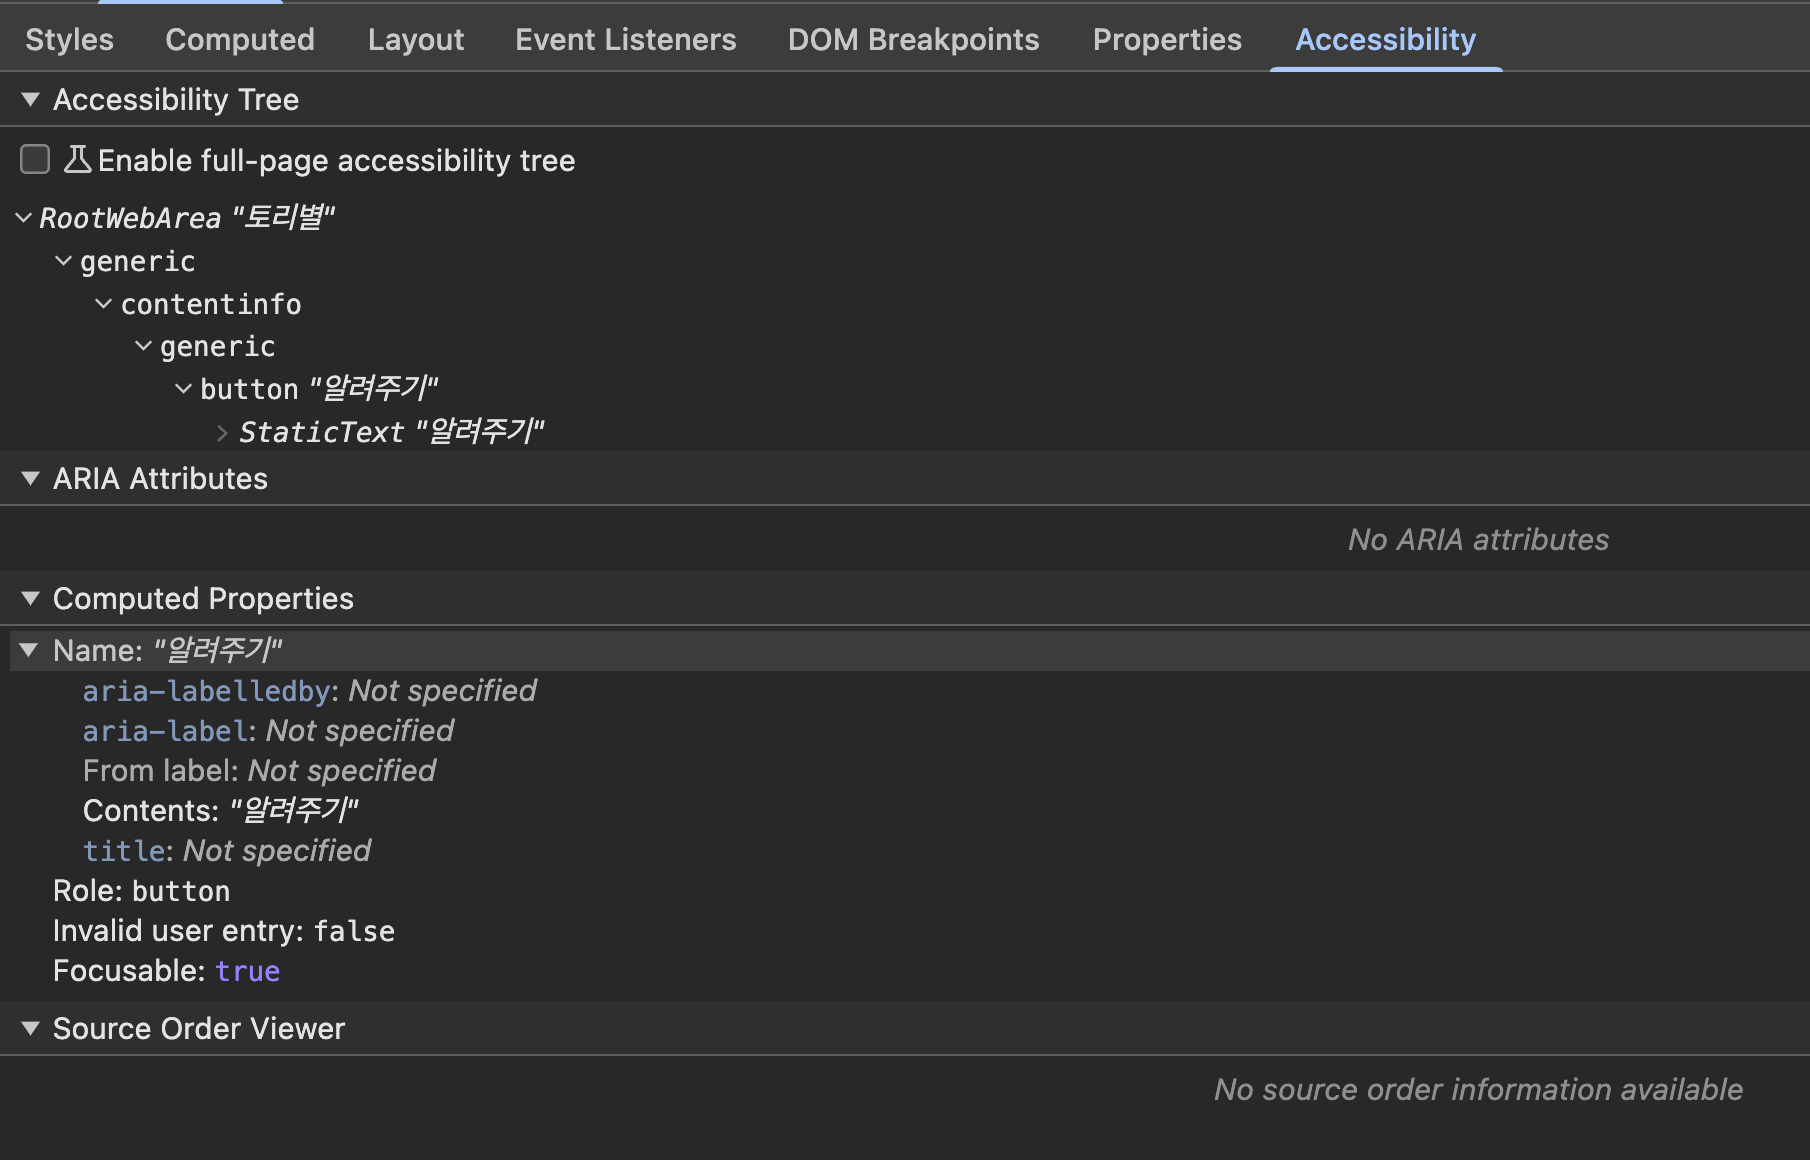 Styles Computed Layout Event Listeners DOM Breakpoints Properties Accessibility
Accessibility Tree
Enable full-page accessibility tree
RootWebArea "토리별"
generic
contentinfo
generic
button "알려주기"
StaticText "알려주기"
ARIA Attributes
No ARIA attributes
Computed Properties
Name: "알려주기"
aria-labelledby: Not specified
aria-label: Not specified
From label: Not specified
Contents: "알려주기"
title: Not specified
Role: button
Invalid user entry: false
Focusable: true
Source Order Viewer
No source order information available